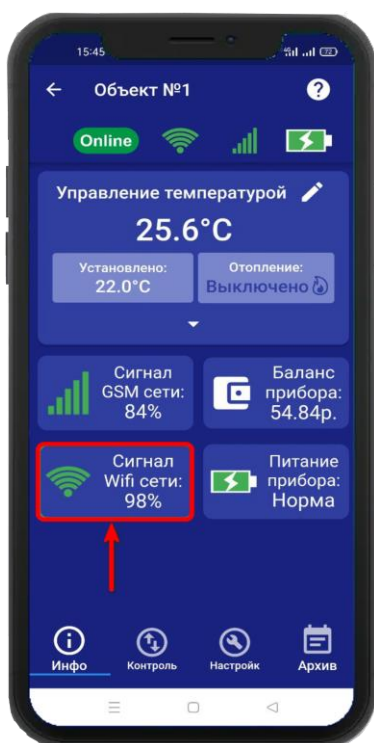 15:45
72
Объект №1
?
Online
Управление температурой
25.6°C
Установлено:
22.0°C
Отопление:
Выключено
Сигнал
GSM сети:
84%
Баланс
прибора:
54.84р.
Сигнал
Wifi сети:
98%
Питание
прибора:
Норма
Инфо
Контроль
Настройк
Архив